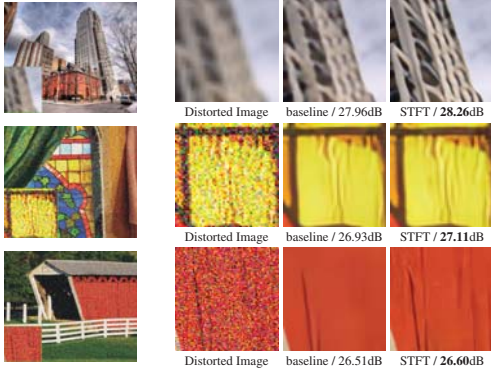 Distorted Image baseline / 27.96dB STFT / 28.26dB
Distorted Image baseline / 26.93dB STFT / 27.11dB
Distorted Image baseline / 26.51dB STFT / 26.60dB